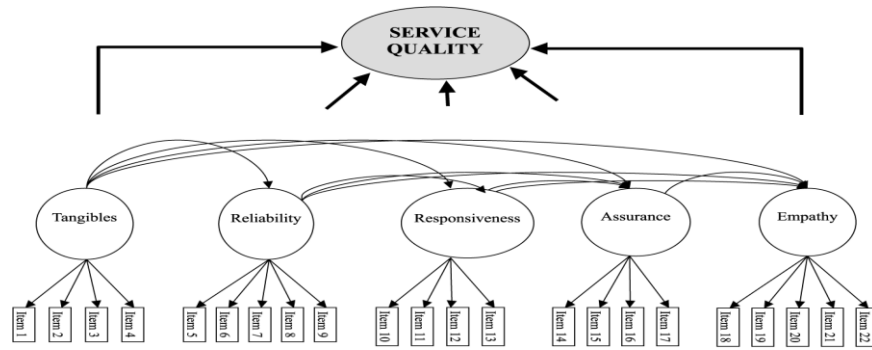 SERVICE
QUALITY
Tangibles
Reliability
Responsiveness
Assurance
Empathy
Item 1
Item 2
Item 3
Item 4
Item 5
Item 6
Item 7
Item 8
Item 9
Item 10
Item 11
Item 12
Item 13
Item 14
Item 15
Item 16
Item 17
Item 18
Item 19
Item 20
Item 21
Item 22